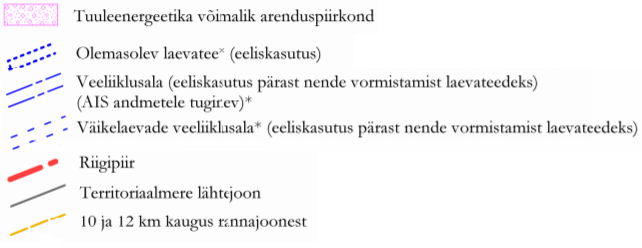 Tuuleenergeetika võimalik arenduspiirkond
Olemasolev laevatee* (eeliskasutus)
Veeliiklusala (eeliskasutus pärast nende vormistamist laevateedeks)
(AIS andmetele tuginev)*
Väikelaevade veeliiklusala* (eeliskasutus pärast nende vormistamist laevateedeks)
Riigipiir
Territoriaalmere lähtejoon
10 ja 12 km kaugus rannajoonest